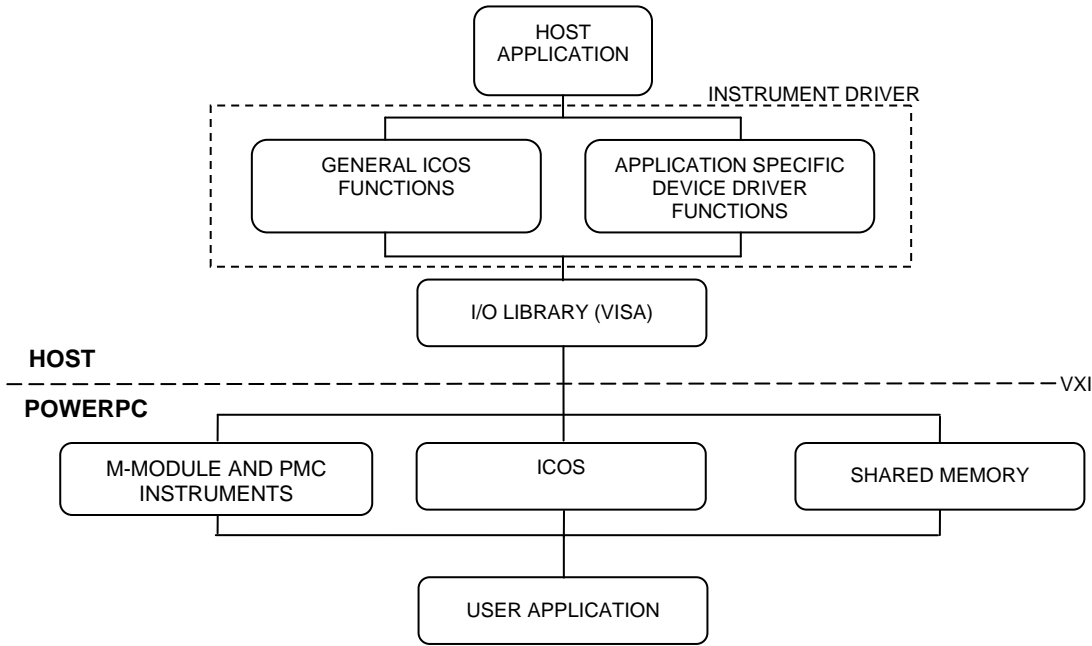 HOST
APPLICATION
INSTRUMENT DRIVER
GENERAL ICOS
FUNCTIONS
APPLICATION SPECIFIC
DEVICE DRIVER
FUNCTIONS
I/O LIBRARY (VISA)
HOST
VXI
POWERPC
M-MODULE AND PMC
INSTRUMENTS
ICOS
SHARED MEMORY
USER APPLICATION